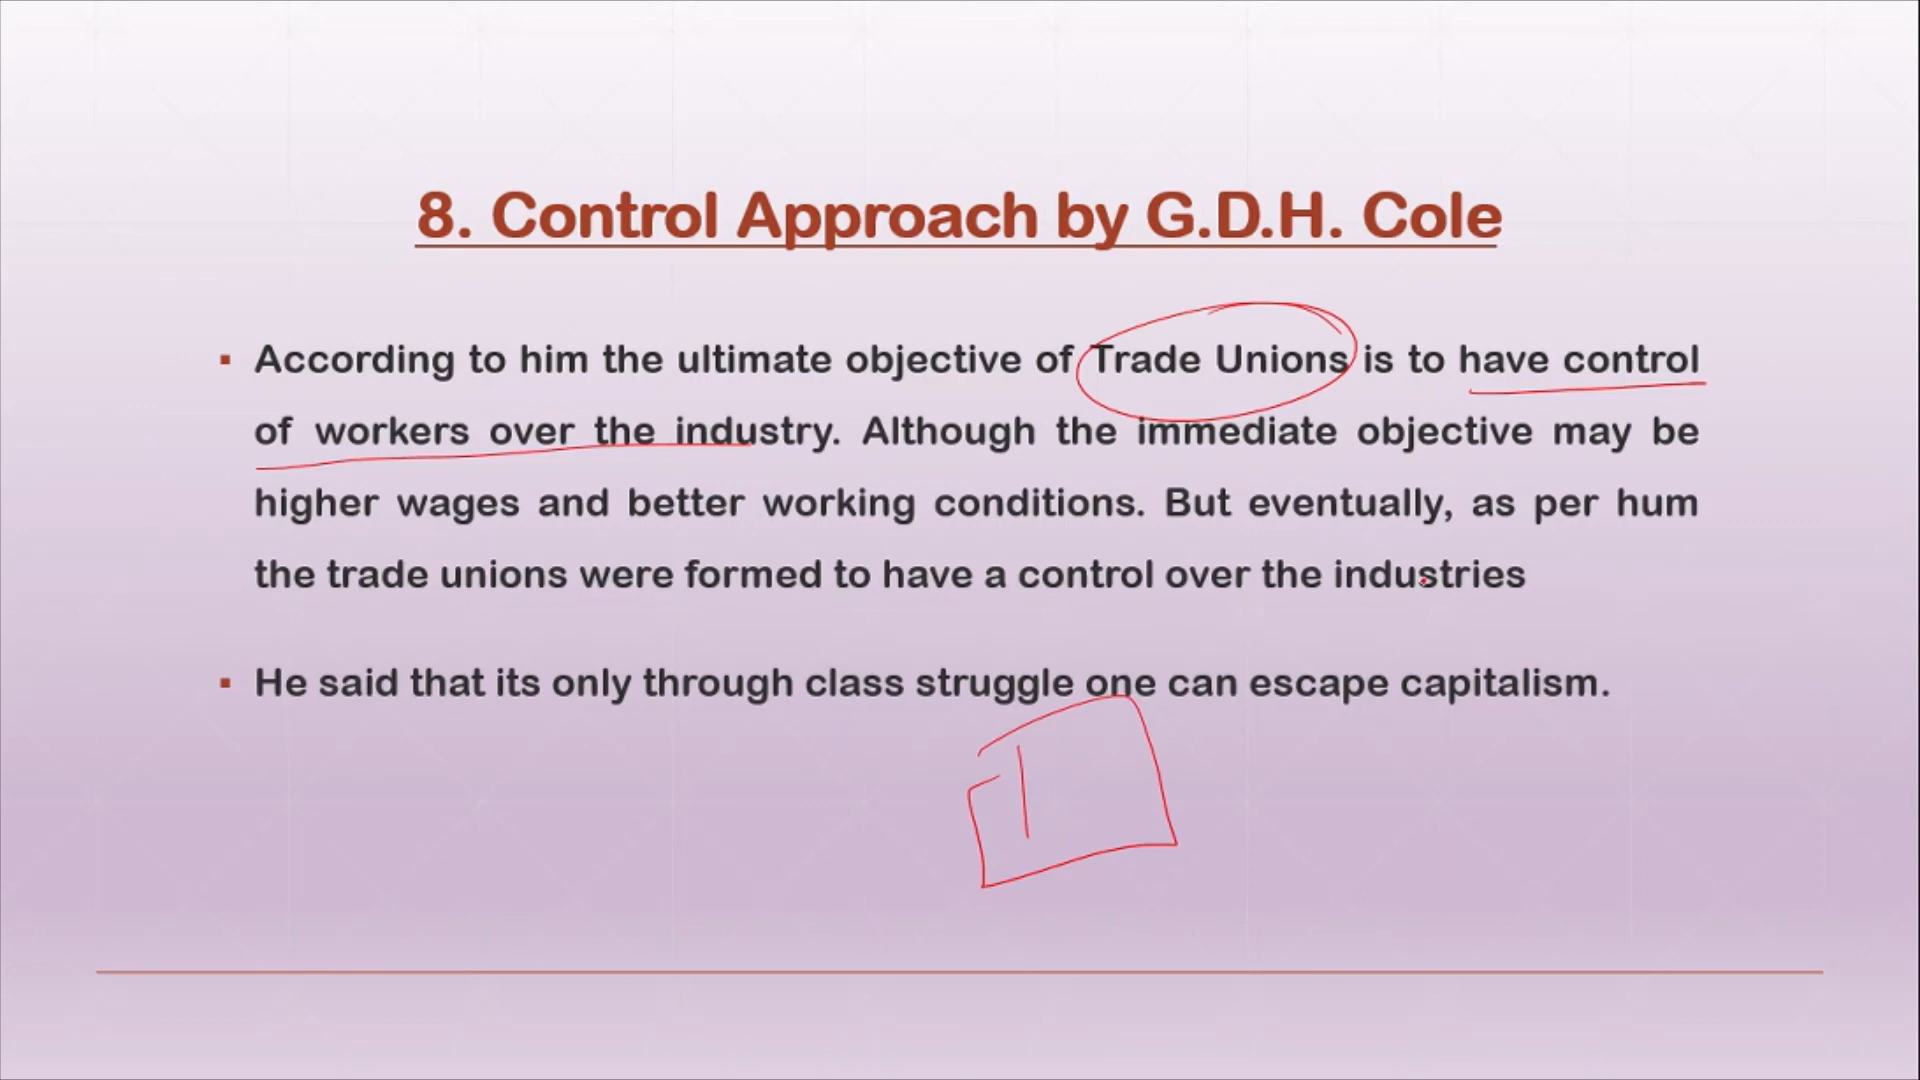 8. Control Approach by G.D.H. Cole
▪ According to him the ultimate objective of Trade Unions is to have control
of workers over the industry. Although the immediate objective may be
higher wages and better working conditions. But eventually, as per hum
the trade unions were formed to have a control over the industries
▪ He said that its only through class struggle one can escape capitalism.